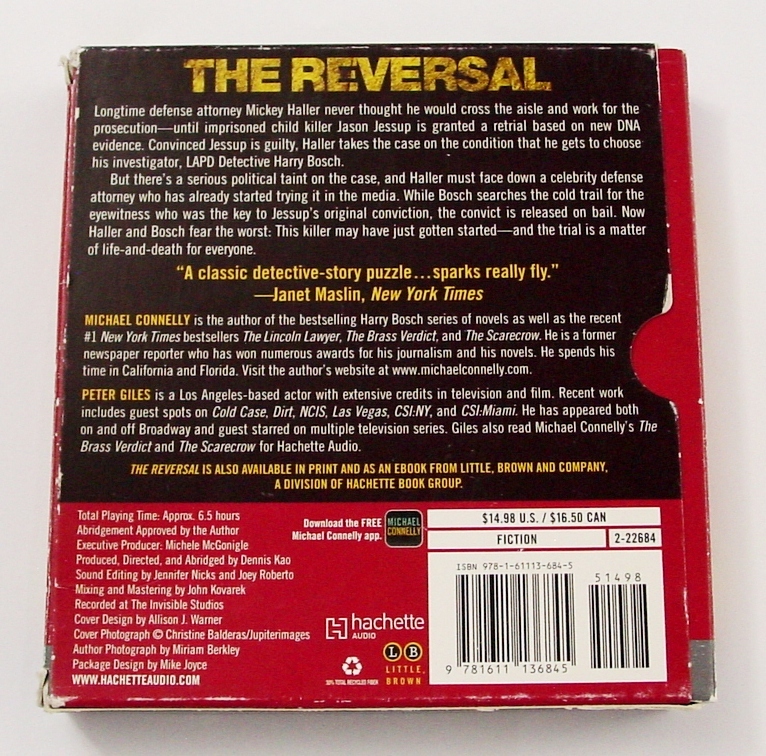 THE REVERSAL
Longtime defense attorney Mickey Haller never thought he would cross the aisle and work for the
prosecution—until imprisoned child killer Jason Jessup is granted a retrial based on new DNA
evidence. Convinced Jessup is guilty, Haller takes the case on the condition that he gets to choose
his investigator, LAPD Detective Harry Bosch.
But there's a serious political taint on the case, and Haller must face down a celebrity defense
attorney who has already started trying it in the media. While Bosch searches the cold trail for the
eyewitness who was the key to Jessup's original conviction, the convict is released on bail. Now
Haller and Bosch fear the worst: This killer may have just gotten started—and the trial is a matter
of life-and-death for everyone.
“A classic detective-story puzzle...sparks really fly.”
—Janet Maslin, New York Times
MICHAEL CONNELLY is the author of the bestselling Harry Bosch series of novels as well as the recent
#1 New York Times bestsellers The Lincoln Lawyer, The Brass Verdict, and The Scarecrow. He is a former
newspaper reporter who has won numerous awards for his journalism and his novels. He spends his
time in California and Florida. Visit the author's website at www.michaelconnelly.com.
PETER GILES is a Los Angeles-based actor with extensive credits in television and film. Recent work
includes guest spots on Cold Case, Dirt, NCIS, Las Vegas, CSI:NY, and CSI:Miami. He has appeared both
on and off Broadway and guest starred on multiple television series. Giles also read Michael Connelly's The
Brass Verdict and The Scarecrow for Hachette Audio.
THE REVERSAL IS ALSO AVAILABLE IN PRINT AND AS AN EBOOK FROM LITTLE, BROWN AND COMPANY,
A DIVISION OF HACHETTE BOOK GROUP.
Total Playing Time: Approx. 6.5 hours
Abridgement Approved by the Author
Executive Producer: Michele McGonigle
Produced, Directed, and Abridged by Dennis Kao
Sound Editing by Jennifer Nicks and Joey Roberto
Mixing and Mastering by John Kovarek
Recorded at The Invisible Studios
Cover Design by Allison J. Warner
Cover Photograph © Christine Balderas/Jupiterimages
Author Photograph by Miriam Berkley
Package Design by Mike Joyce
WWW.HACHETTEAUDIO.COM
Download the FREE
Michael Connelly app.
MICHAEL
CONNELLY
hachette
AUDIO
30% TOTAL RECYCLED FIBER
L B
LITTLE,
BROWN
$14.98 U.S. / $16.50 CAN
FICTION 2-22684
ISBN 978-1-61113-684-5
51498
9 781611 136845